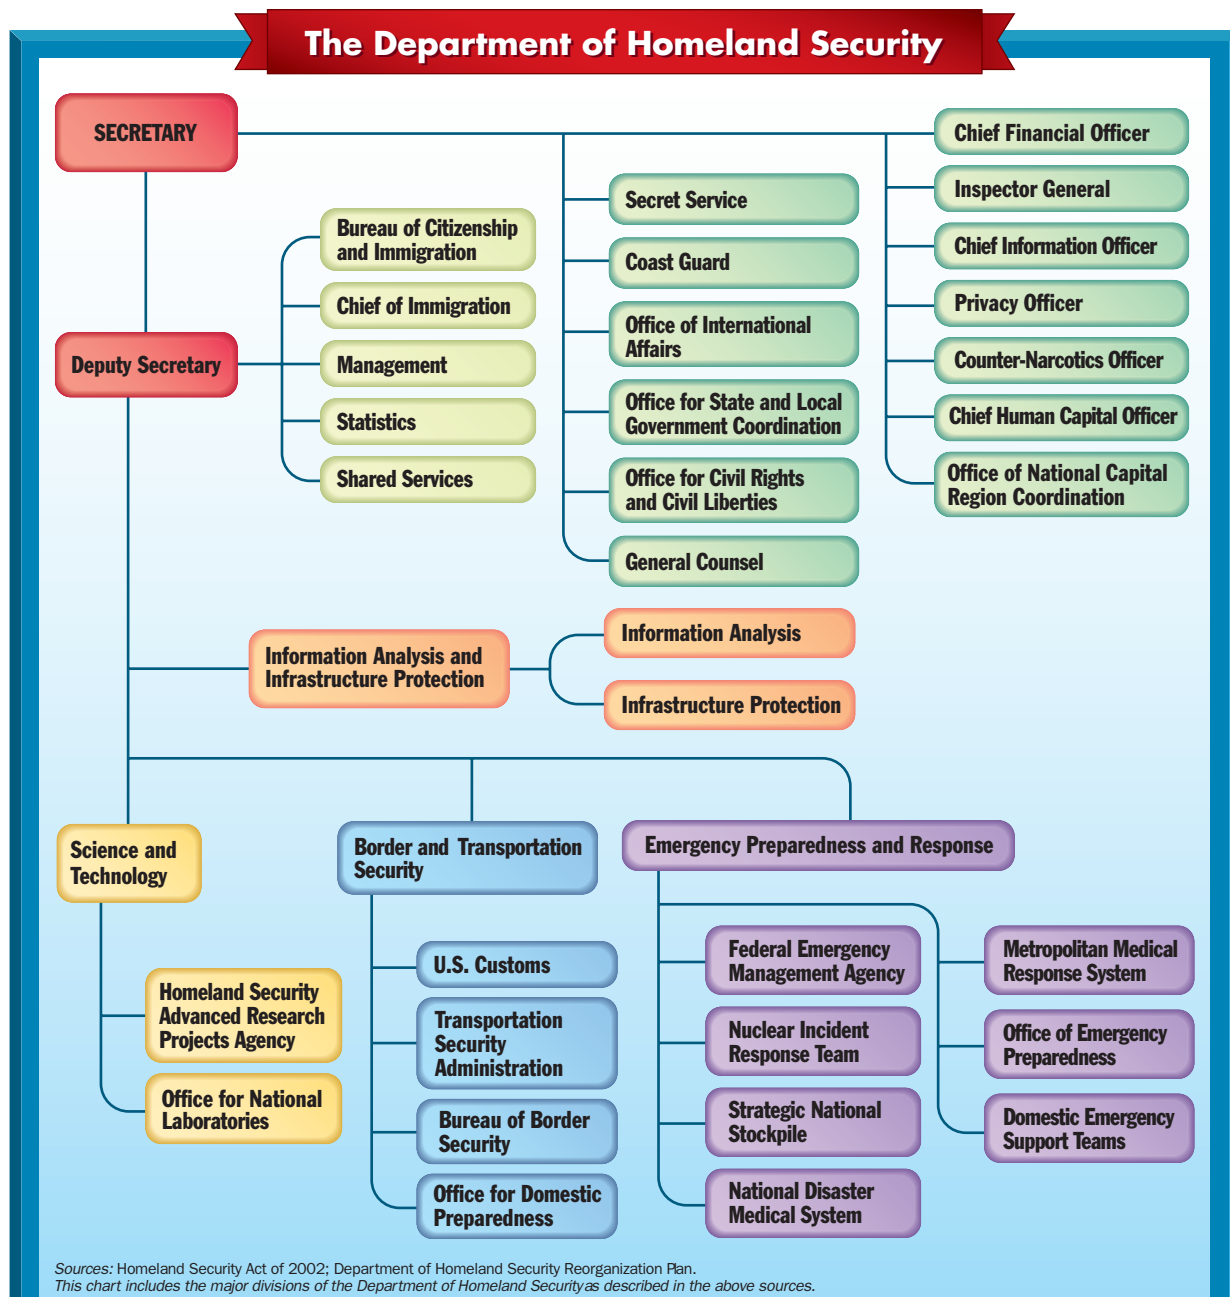 The Department of Homeland Security
SECRETARY
Deputy Secretary
Bureau of Citizenship
and Immigration
Chief of Immigration
Management
Statistics
Shared Services
Secret Service
Coast Guard
Office of International
Affairs
Office for State and Local
Government Coordination
Office for Civil Rights
and Civil Liberties
General Counsel
Chief Financial Officer
Inspector General
Chief Information Officer
Privacy Officer
Counter-Narcotics Officer
Chief Human Capital Officer
Office of National Capital
Region Coordination
Information Analysis and
Infrastructure Protection
Information Analysis
Infrastructure Protection
Science and
Technology
Homeland Security
Advanced Research
Projects Agency
Office for National
Laboratories
Border and Transportation
Security
U.S. Customs
Transportation
Security
Administration
Bureau of Border
Security
Office for Domestic
Preparedness
Emergency Preparedness and Response
Federal Emergency
Management Agency
Nuclear Incident
Response Team
Strategic National
Stockpile
National Disaster
Medical System
Metropolitan Medical
Response System
Office of Emergency
Preparedness
Domestic Emergency
Support Teams
Sources: Homeland Security Act of 2002; Department of Homeland Security Reorganization Plan.
This chart includes the major divisions of the Department of Homeland Security as described in the above sources.